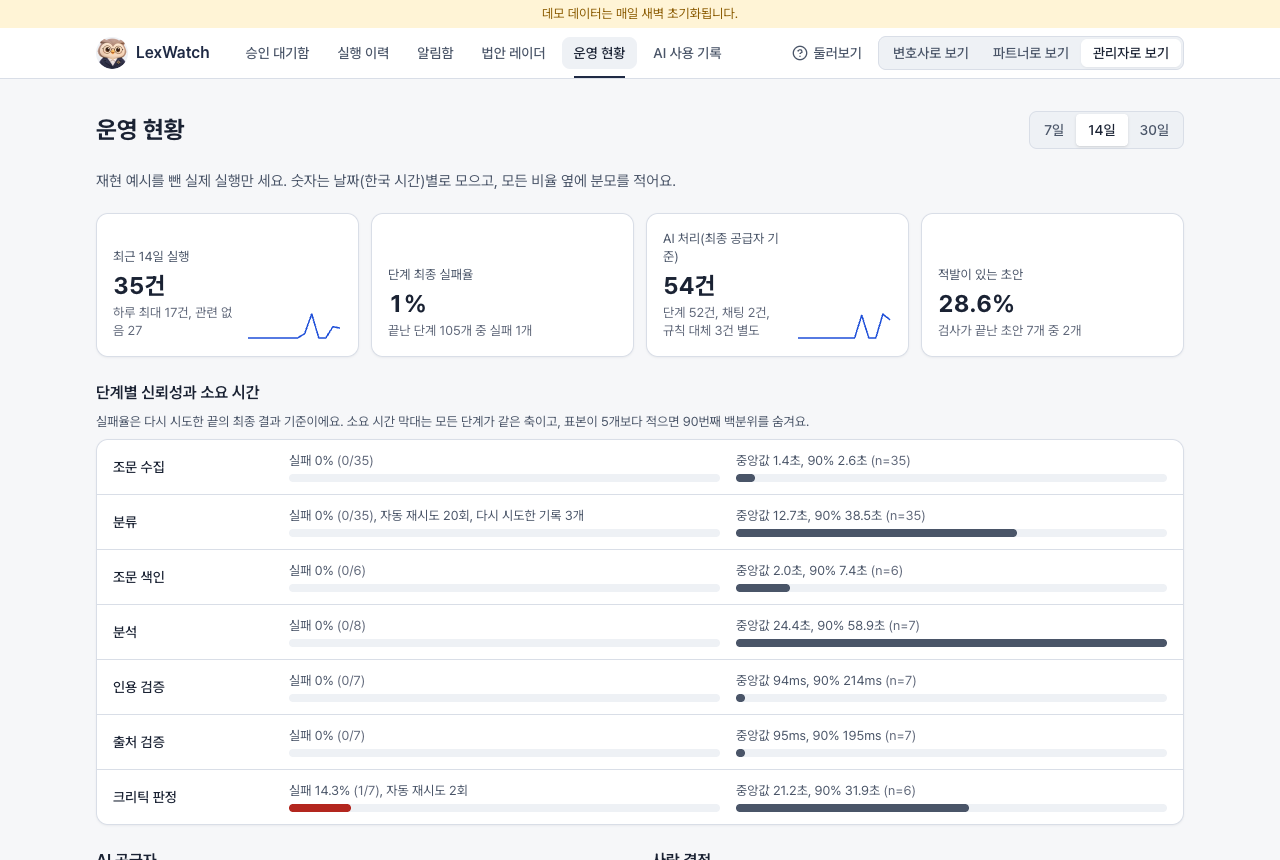 데모 데이터는 매일 새벽 초기화됩니다.
LexWatch
승인 대기함
실행 이력
알림함
법안 레이더
운영 현황
AI 사용 기록
둘러보기
변호사로 보기
파트너로 보기
관리자로 보기
운영 현황
7일
14일
30일
재현 예시를 뺀 실제 실행만 세요. 숫자는 날짜(한국 시간)별로 모으고, 모든 비율 옆에 분모를 적어요.
최근 14일 실행
35건
하루 최대 17건, 관련 없
음 27
단계 최종 실패율
1%
끝난 단계 105개 중 실패 1개
AI 처리(최종 공급자 기
준)
54건
단계 52건, 채팅 2건,
규칙 대체 3건 별도
적발이 있는 초안
28.6%
검사가 끝난 초안 7개 중 2개
단계별 신뢰성과 소요 시간
실패율은 다시 시도한 끝의 최종 결과 기준이에요. 소요 시간 막대는 모든 단계가 같은 축이고, 표본이 5개보다 적으면 90번째 백분위를 숨겨요.
조문 수집
실패 0% (0/35)
중앙값 1.4초, 90% 2.6초 (n=35)
분류
실패 0% (0/35), 자동 재시도 20회, 다시 시도한 기록 3개
중앙값 12.7초, 90% 38.5초 (n=35)
조문 색인
실패 0% (0/6)
중앙값 2.0초, 90% 7.4초 (n=6)
분석
실패 0% (0/8)
중앙값 24.4초, 90% 58.9초 (n=7)
인용 검증
실패 0% (0/7)
중앙값 94ms, 90% 214ms (n=7)
출처 검증
실패 0% (0/7)
중앙값 95ms, 90% 195ms (n=7)
크리틱 판정
실패 14.3% (1/7), 자동 재시도 2회
중앙값 21.2초, 90% 31.9초 (n=6)
AI 공급자
사람 결정